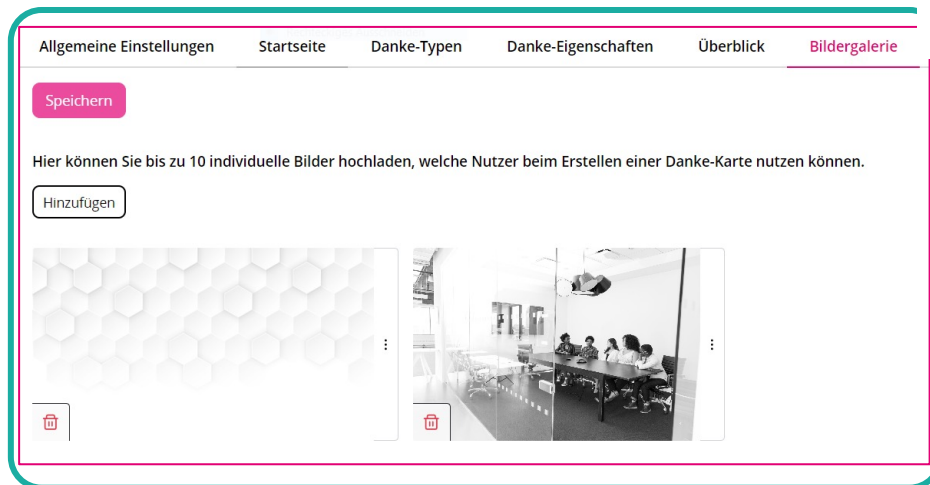 Allgemeine Einstellungen Startseite Danke-Typen Danke-Eigenschaften Überblick Bildergalerie
Speichern
Hier können Sie bis zu 10 individuelle Bilder hochladen, welche Nutzer beim Erstellen einer Danke-Karte nutzen können.
Hinzufügen